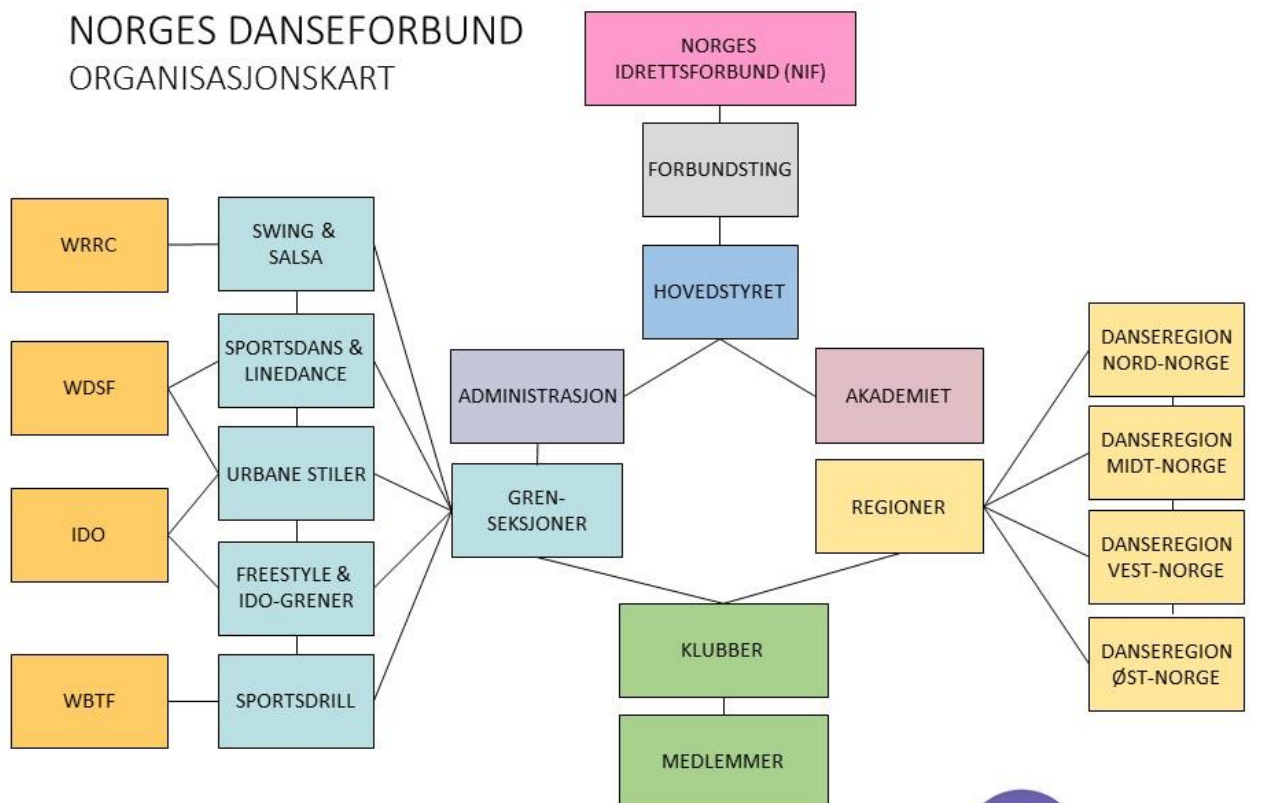 NORGES DANSEFORBUND
ORGANISASJONSKART
NORGES
IDRETTSFORBUND (NIF)
FORBUNDSTING
HOVEDSTYRET
ADMINISTRASJON
AKADEMIET
GREN-
SEKSJONER
REGIONER
KLUBBER
MEDLEMMER
WRRC
WDSF
IDO
WBTF
SWING &
SALSA
SPORTSDANS &
LINEDANCE
URBANE STILER
FREESTYLE &
IDO-GRENER
SPORTSDRILL
DANSEREGION
NORD-NORGE
DANSEREGION
MIDT-NORGE
DANSEREGION
VEST-NORGE
DANSEREGION
ØST-NORGE